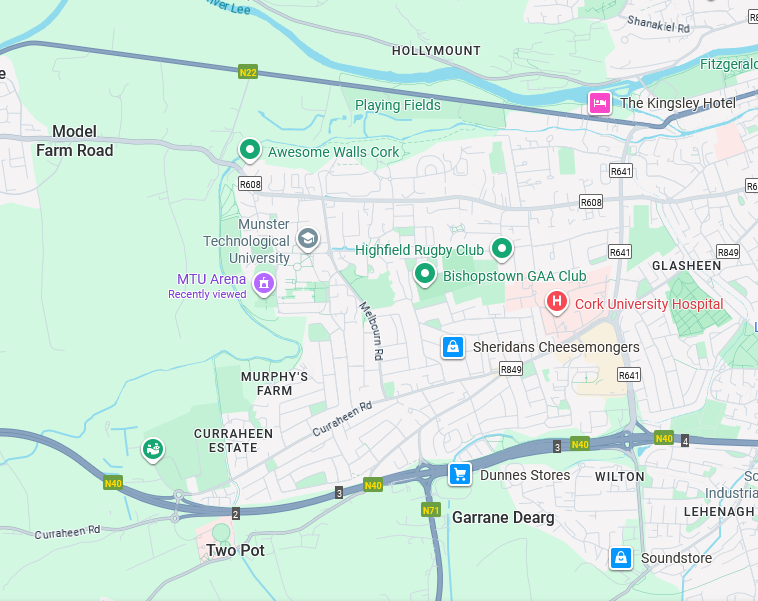 River Lee
Shanakiel Rd
HOLLYMOUNT
Fitzgerald
N22
The Kingsley Hotel
Playing Fields
Model
Farm Road
Awesome Walls Cork
R608
R641
R608
Munster
Technological
University
Highfield Rugby Club
R641
R849
GLASHEEN
Bishopstown GAA Club
MTU Arena
Recently viewed
Cork University Hospital
Melbourn Rd
Sheridans Cheesemongers
R849
R641
MURPHY'S
FARM
Curraheen Rd
CURRAHEEN
ESTATE
3
N40
N40
4
N40
3
N40
Dunnes Stores
WILTON
Industria
N71
2
LEHENAGH
Garrane Dearg
Curraheen Rd
Two Pot
Soundstore